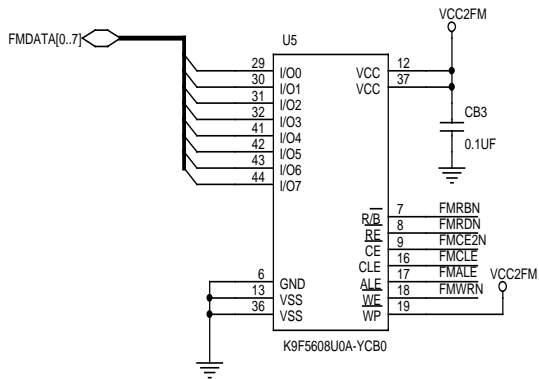 VCC2FM
FMDATA[0..7]
U5
29 I/O0
30 I/O1
31 I/O2
32 I/O3
41 I/O4
42 I/O5
43 I/O6
44 I/O7
VCC 12
VCC 37
CB3
0.1UF
R/B 7 FMRBN
RE 8 FMRDN
CE 9 FMCE2N
CLE 16 FMCLE
ALE 17 FMALE
WE 18 FMWRN
WP 19
VCC2FM
6 GND
13 VSS
36 VSS
K9F5608U0A-YCB0